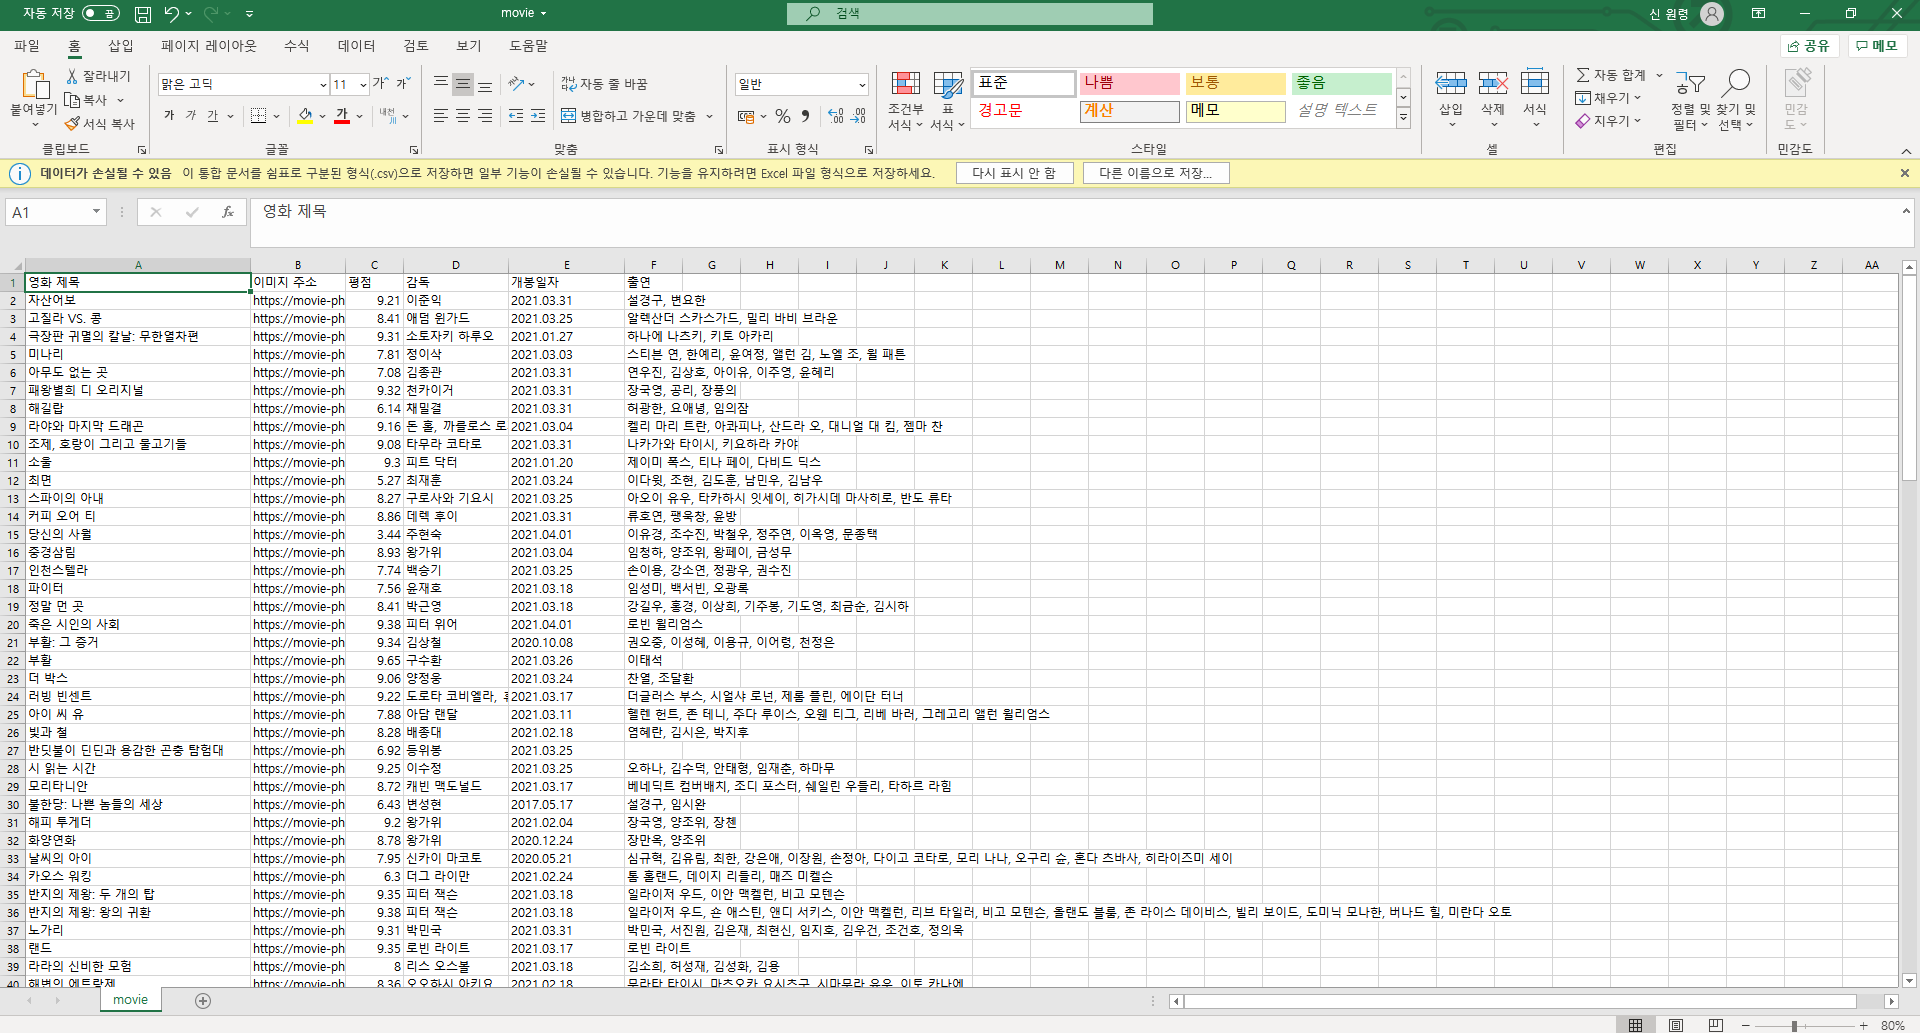 자동 저장 끔 movie 검색 신 원령
파일 홈 삽입 페이지 레이아웃 수식 데이터 검토 보기 도움말 공유 메모
붙여넣기 잘라내기 복사 서식 복사 클립보드
맑은 고딕 11 가 가 가 가 가 가 내천 글꼴
자동 줄 바꿈 병합하고 가운데 맞춤 맞춤
일반 % 표시 형식
조건부 서식 표 서식 표준 나쁨 보통 좋음 경고문 계산 메모 설명 텍스트 스타일
삽입 삭제 서식 셀
자동 합계 채우기 지우기 정렬 및 필터 찾기 및 선택 편집
민감도 민감도
데이터가 손실될 수 있음 이 통합 문서를 쉼표로 구분된 형식(.csv)으로 저장하면 일부 기능이 손실될 수 있습니다. 기능을 유지하려면 Excel 파일 형식으로 저장하세요. 다시 표시 안 함 다른 이름으로 저장...
A1 fx 영화 제목
A B C D E F G H I J K L M N O P Q R S T U V W X Y Z AA
1 영화 제목 이미지 주소 평점 감독 개봉일자 출연
2 자산어보 https://movie-ph 9.21 이준익 2021.03.31 설경구, 변요한
3 고질라 VS. 콩 https://movie-ph 8.41 애덤 윈가드 2021.03.25 알렉산더 스카스가드, 밀리 바비 브라운
4 극장판 귀멸의 칼날: 무한열차편 https://movie-ph 9.31 소토자키 하루오 2021.01.27 하나에 나츠키, 키토 아카리
5 미나리 https://movie-ph 7.81 정이삭 2021.03.03 스티븐 연, 한예리, 윤여정, 앨런 김, 노엘 조, 윌 패튼
6 아무도 없는 곳 https://movie-ph 7.08 김종관 2021.03.31 연우진, 김상호, 아이유, 이주영, 윤혜리
7 패왕별희 디 오리지널 https://movie-ph 9.32 천카이거 2021.03.31 장국영, 공리, 장풍의
8 해길랍 https://movie-ph 6.14 채밀결 2021.03.31 허광한, 요애녕, 임의잠
9 라야와 마지막 드래곤 https://movie-ph 9.16 돈 홀, 까를로스 로 2021.03.04 켈리 마리 트란, 아콰피나, 산드라 오, 대니얼 대 킴, 젬마 찬
10 조제, 호랑이 그리고 물고기들 https://movie-ph 9.08 타무라 코타로 2021.03.31 나카가와 타이시, 키요하라 카야
11 소울 https://movie-ph 9.3 피트 닥터 2021.01.20 제이미 폭스, 티나 페이, 다비드 딕스
12 최면 https://movie-ph 5.27 최재훈 2021.03.24 이다윗, 조현, 김도훈, 남민우, 김남우
13 스파이의 아내 https://movie-ph 8.27 구로사와 기요시 2021.03.25 아오이 유우, 타카하시 잇세이, 히가시데 마사히로, 반도 류타
14 커피 오어 티 https://movie-ph 8.86 데렉 후이 2021.03.31 류호연, 팽욱창, 윤방
15 당신의 사월 https://movie-ph 3.44 주현숙 2021.04.01 이유경, 조수진, 박철우, 정주연, 이옥영, 문종택
16 중경삼림 https://movie-ph 8.93 왕가위 2021.03.04 임청하, 양조위, 왕페이, 금성무
17 인천스텔라 https://movie-ph 7.74 백승기 2021.03.25 손이용, 강소연, 정광우, 권수진
18 파이터 https://movie-ph 7.56 윤재호 2021.03.18 임성미, 백서빈, 오광록
19 정말 먼 곳 https://movie-ph 8.41 박근영 2021.03.18 강길우, 홍경, 이상희, 기주봉, 기도영, 최금순, 김시하
20 죽은 시인의 사회 https://movie-ph 9.38 피터 위어 2021.04.01 로빈 윌리엄스
21 부활: 그 증거 https://movie-ph 9.34 김상철 2020.10.08 권오중, 이성혜, 이용규, 이어령, 천정은
22 부활 https://movie-ph 9.65 구수환 2021.03.26 이태석
23 더 박스 https://movie-ph 9.06 양정웅 2021.03.24 찬열, 조달환
24 러빙 빈센트 https://movie-ph 9.22 도로타 코비엘라, 2021.03.17 더글러스 부스, 시얼샤 로넌, 제롬 플린, 에이단 터너
25 아이 씨 유 https://movie-ph 7.88 아담 랜달 2021.03.11 헬렌 헌트, 존 테니, 주다 루이스, 오웬 티그, 리베 바러, 그레고리 앨런 윌리엄스
26 빛과 철 https://movie-ph 8.28 배종대 2021.02.18 염혜란, 김시은, 박지후
27 반딧불이 딘딘과 용감한 곤충 탐험대 https://movie-ph 6.92 등위봉 2021.03.25
28 시 읽는 시간 https://movie-ph 9.25 이수정 2021.03.25 오하나, 김수덕, 안태형, 임재춘, 하마무
29 모리타니안 https://movie-ph 8.72 캐빈 맥도널드 2021.03.17 베네딕트 컴버배치, 조디 포스터, 쉐일린 우들리, 타하르 라힘
30 불한당: 나쁜 놈들의 세상 https://movie-ph 6.43 변성현 2017.05.17 설경구, 임시완
31 해피 투게더 https://movie-ph 9.2 왕가위 2021.02.04 장국영, 양조위, 장첸
32 화양연화 https://movie-ph 8.78 왕가위 2020.12.24 장만옥, 양조위
33 날씨의 아이 https://movie-ph 7.95 신카이 마코토 2020.05.21 심규혁, 김유림, 최한, 강은애, 이장원, 손정아, 다이고 코타로, 모리 나나, 오구리 슌, 혼다 츠바사, 히라이즈미 세이
34 카오스 워킹 https://movie-ph 6.3 더그 라이만 2021.02.24 톰 홀랜드, 데이지 리들리, 매즈 미켈슨
35 반지의 제왕: 두 개의 탑 https://movie-ph 9.35 피터 잭슨 2021.03.18 일라이저 우드, 이안 맥켈런, 비고 모텐슨
36 반지의 제왕: 왕의 귀환 https://movie-ph 9.38 피터 잭슨 2021.03.18 일라이저 우드, 숀 애스틴, 앤디 서키스, 이안 맥켈런, 리브 타일러, 비고 모텐슨, 올랜도 블룸, 존 라이스 데이비스, 빌리 보이드, 도미닉 모나한, 버나드 힐, 미란다 오토
37 노가리 https://movie-ph 9.31 박민국 2021.03.31 박민국, 서진원, 김은재, 최현신, 임지호, 김우건, 조건호, 정의욱
38 랜드 https://movie-ph 9.35 로빈 라이트 2021.03.17 로빈 라이트
39 라라의 신비한 모험 https://movie-ph 8 리스 오스볼 2021.03.18 김소희, 허성재, 김성화, 김용
40 해변의 에트랑제 https://movie-ph 8.36 오오하시 아키요 2021.02.18 무라타 타이시, 마츠오카 요시츠구, 시마무라 유우, 이토 카나에
movie
80%